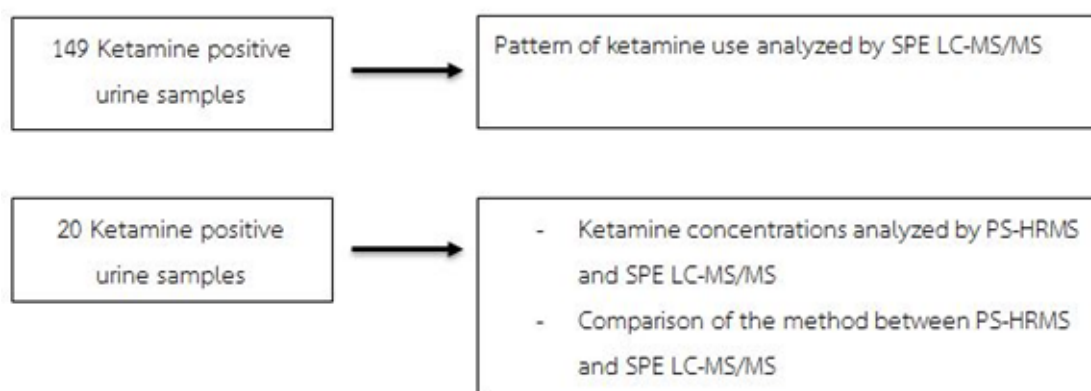 149 Ketamine positive
urine samples
Pattern of ketamine use analyzed by SPE LC-MS/MS
20 Ketamine positive
urine samples
- Ketamine concentrations analyzed by PS-HRMS
and SPE LC-MS/MS
- Comparison of the method between PS-HRMS
and SPE LC-MS/MS